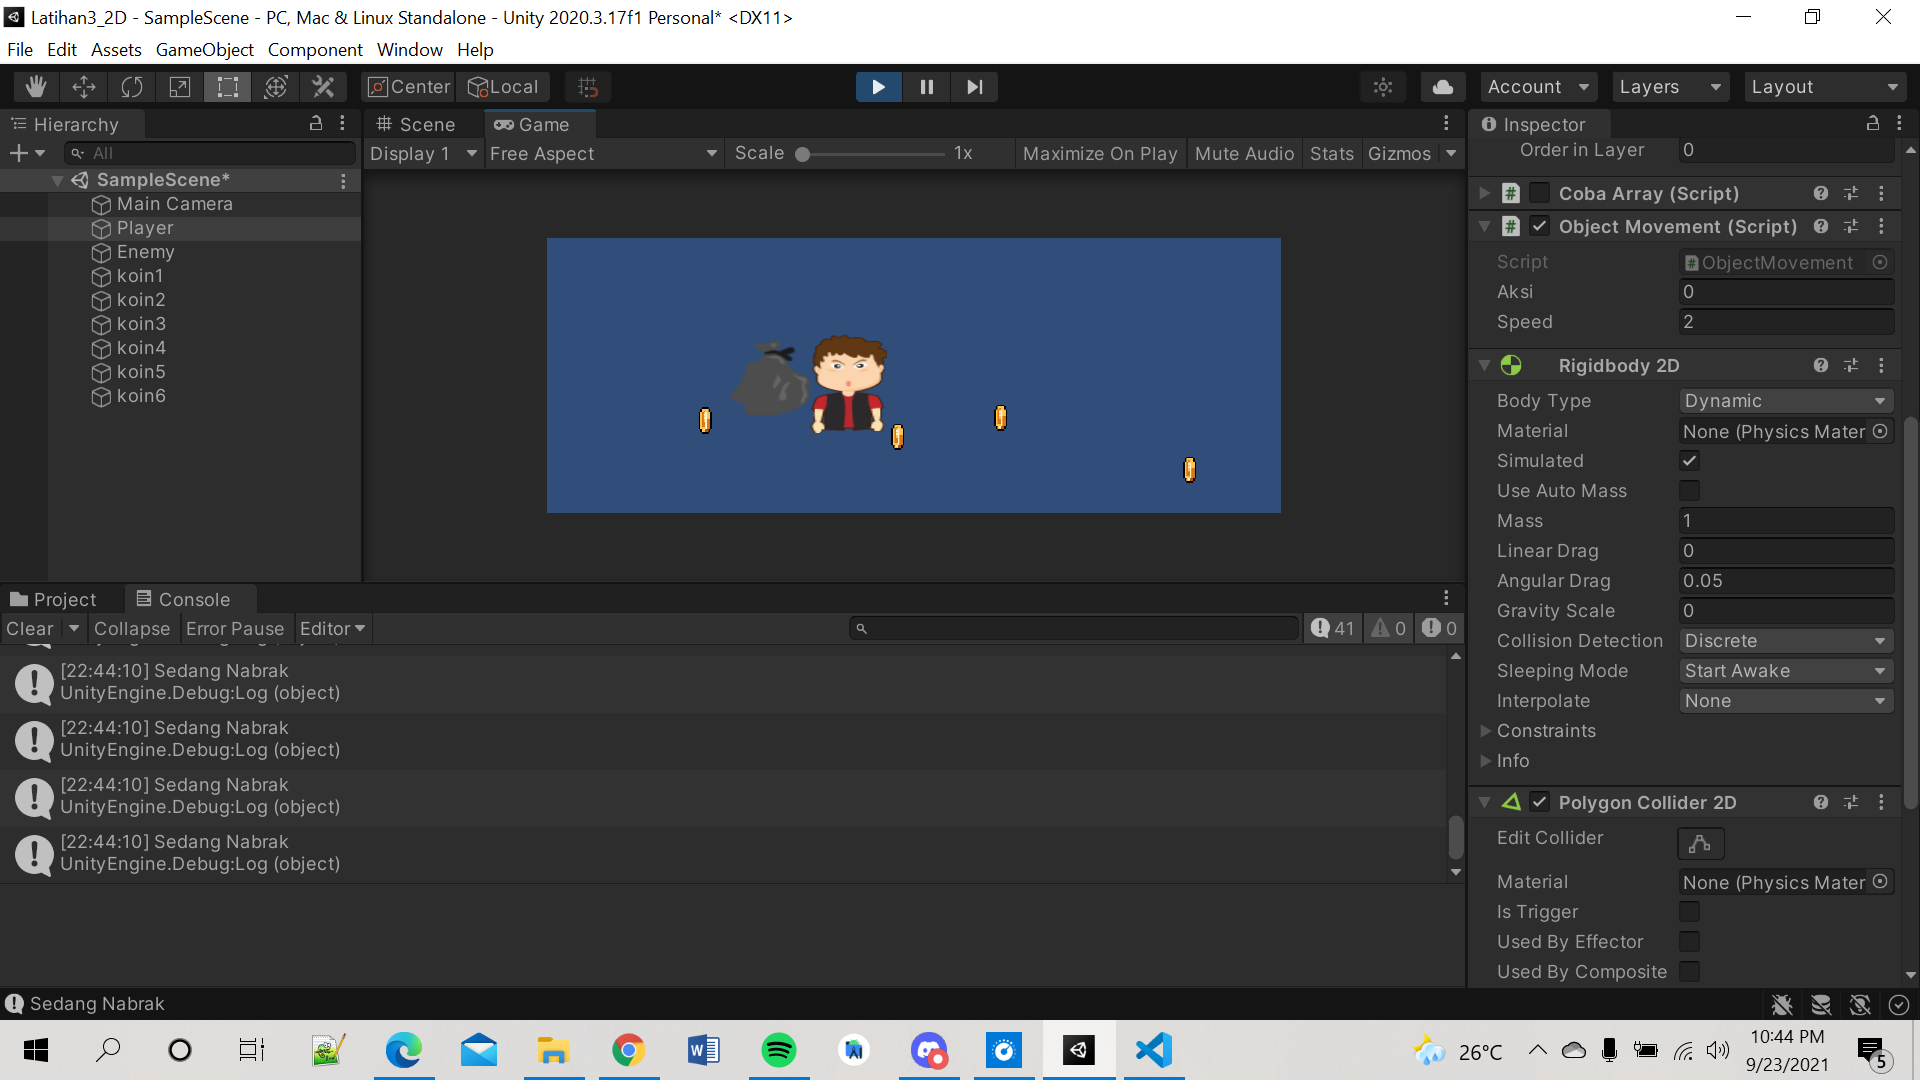 Latihan3_2D - SampleScene - PC, Mac & Linux Standalone - Unity 2020.3.17f1 Personal* <DX11>
File Edit Assets GameObject Component Window Help
Center Local Account Layers Layout
Hierarchy
All
SampleScene*
Main Camera
Player
Enemy
koin1
koin2
koin3
koin4
koin5
koin6
Scene Game
Display 1 Free Aspect Scale 1x Maximize On Play Mute Audio Stats Gizmos
Project Console
Clear Collapse Error Pause Editor 41 0 0
[22:44:10] Sedang Nabrak
UnityEngine.Debug:Log (object)
[22:44:10] Sedang Nabrak
UnityEngine.Debug:Log (object)
[22:44:10] Sedang Nabrak
UnityEngine.Debug:Log (object)
[22:44:10] Sedang Nabrak
UnityEngine.Debug:Log (object)
Sedang Nabrak
Inspector
Order in Layer 0
# Coba Array (Script)
# Object Movement (Script)
Script # ObjectMovement
Aksi 0
Speed 2
Rigidbody 2D
Body Type Dynamic
Material None (Physics Mater
Simulated
Use Auto Mass
Mass 1
Linear Drag 0
Angular Drag 0.05
Gravity Scale 0
Collision Detection Discrete
Sleeping Mode Start Awake
Interpolate None
Constraints
Info
Polygon Collider 2D
Edit Collider
Material None (Physics Mater
Is Trigger
Used By Effector
Used By Composite
26°C
10:44 PM
9/23/2021
5